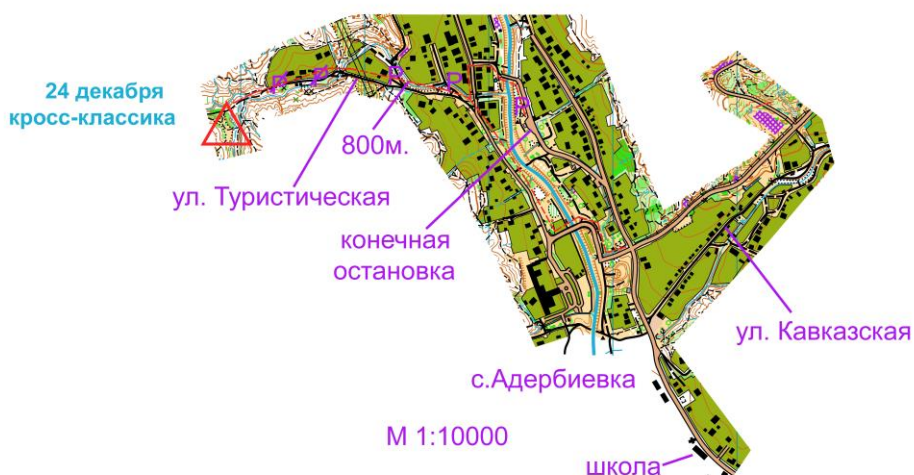 24 декабря
кросс-классика
P
P
P
P
P
800м.
ул. Туристическая
конечная
остановка
ул. Кавказская
с.Адербиевка
М 1:10000
школа